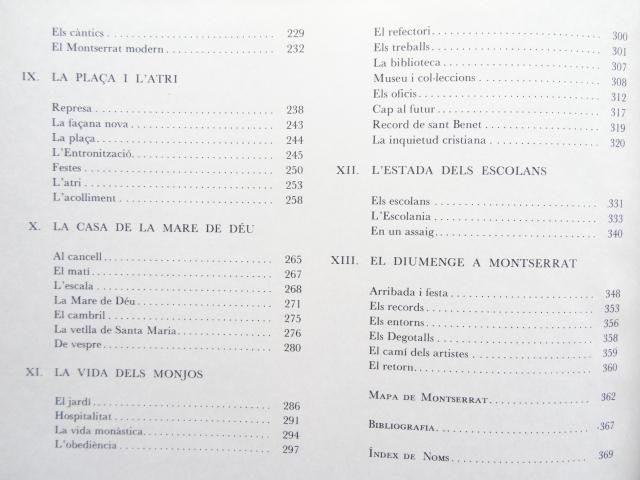 Els càntics . . . . . . . . . . . . . . . . . . . . . . . . 229
El Montserrat modern . . . . . . . . . . . . . . . . 232
IX. LA PLAÇA I L'ATRI
Represa . . . . . . . . . . . . . . . . . . . . . . . . . . 238
La façana nova . . . . . . . . . . . . . . . . . . . . . 243
La plaça . . . . . . . . . . . . . . . . . . . . . . . . . . 244
L'Entronització. . . . . . . . . . . . . . . . . . . . . 245
Festes . . . . . . . . . . . . . . . . . . . . . . . . . . . 250
L'atri . . . . . . . . . . . . . . . . . . . . . . . . . . . 253
L'acolliment . . . . . . . . . . . . . . . . . . . . . . 258
X. LA CASA DE LA MARE DE DÉU
Al cancell . . . . . . . . . . . . . . . . . . . . . . . . 265
El matí . . . . . . . . . . . . . . . . . . . . . . . . . . 267
L'escala . . . . . . . . . . . . . . . . . . . . . . . . . 268
La Mare de Déu . . . . . . . . . . . . . . . . . . . . 271
El cambril . . . . . . . . . . . . . . . . . . . . . . . . 275
La vetlla de Santa Maria. . . . . . . . . . . . . . . 276
De vespre . . . . . . . . . . . . . . . . . . . . . . . . 280
XI. LA VIDA DELS MONJOS
El jardí . . . . . . . . . . . . . . . . . . . . . . . . . . 286
Hospitalitat . . . . . . . . . . . . . . . . . . . . . . . 291
La vida monàstica. . . . . . . . . . . . . . . . . . . 294
L'obediència . . . . . . . . . . . . . . . . . . . . . . 297
El refectori . . . . . . . . . . . . . . . . . . . . . . . 300
Els treballs . . . . . . . . . . . . . . . . . . . . . . . 301
La biblioteca . . . . . . . . . . . . . . . . . . . . . . 307
Museu i col·leccions . . . . . . . . . . . . . . . . . 308
Els oficis . . . . . . . . . . . . . . . . . . . . . . . . . 312
Cap al futur . . . . . . . . . . . . . . . . . . . . . . . 317
Record de sant Benet . . . . . . . . . . . . . . . . 319
La inquietud cristiana . . . . . . . . . . . . . . . . 320
XII. L'ESTADA DELS ESCOLANS
Els escolans . . . . . . . . . . . . . . . . . . . . . . . 331
L'Escolania . . . . . . . . . . . . . . . . . . . . . . . 333
En un assaig . . . . . . . . . . . . . . . . . . . . . . 340
XIII. EL DIUMENGE A MONTSERRAT
Arribada i festa . . . . . . . . . . . . . . . . . . . . 348
Els records . . . . . . . . . . . . . . . . . . . . . . . 353
Els entorns . . . . . . . . . . . . . . . . . . . . . . . 356
Els Degotalls . . . . . . . . . . . . . . . . . . . . . . 358
El camí dels artistes . . . . . . . . . . . . . . . . . 359
El retorn . . . . . . . . . . . . . . . . . . . . . . . . . 360
MAPA DE MONTSERRAT . . . . . . . . . . . . . 362
BIBLIOGRAFIA . . . . . . . . . . . . . . . . . . . . . 367
ÍNDEX DE NOMS . . . . . . . . . . . . . . . . . . . 369